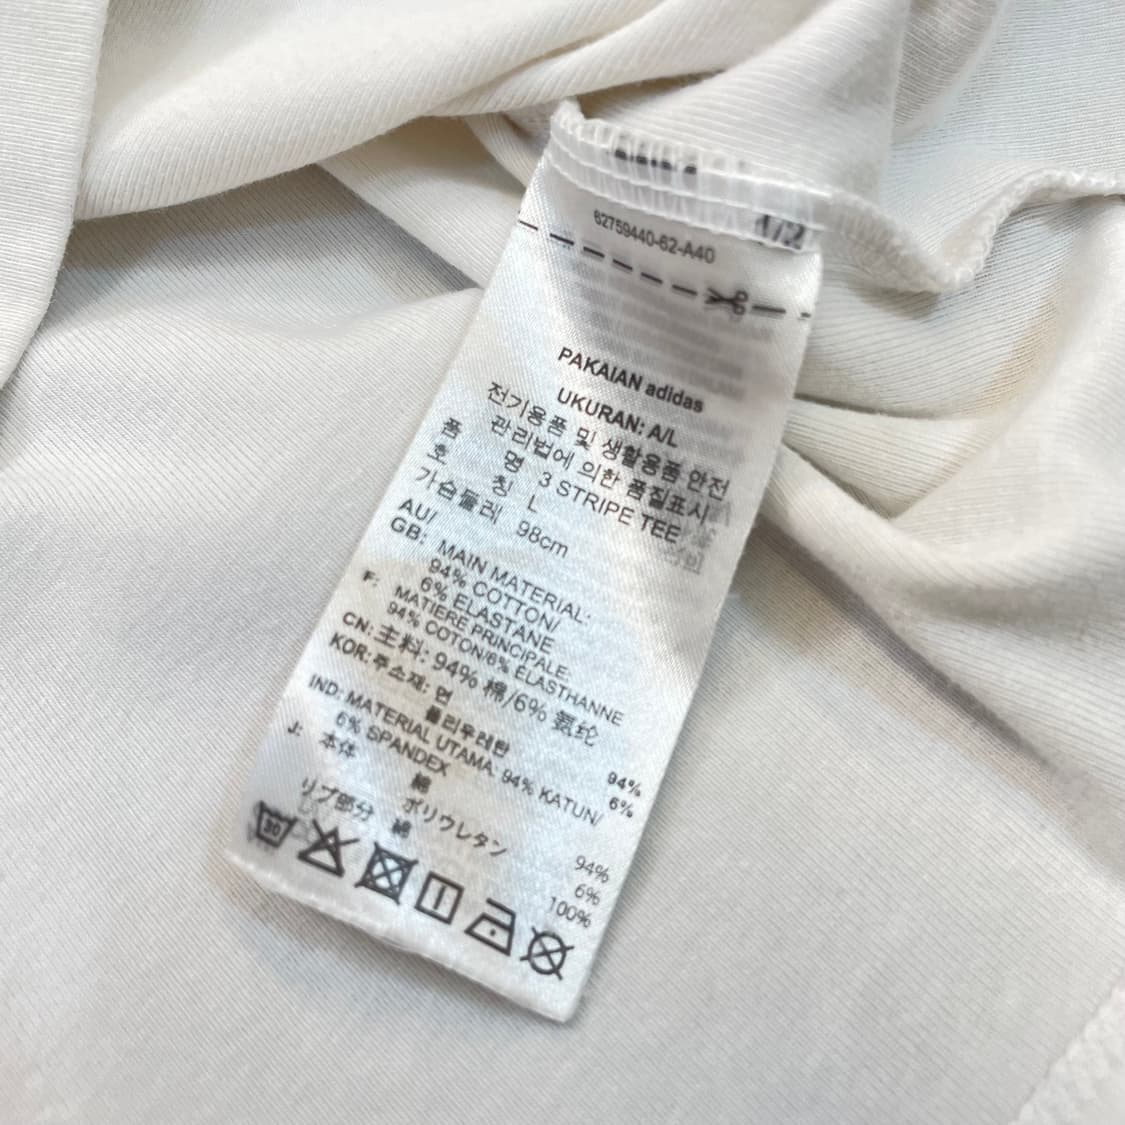 62759440-62-A40
1/2
PAKAIAN adidas
UKURAN: A/L
전기용품 및 생활용품 안전
관리법에 의한 품질표시
품 명 3 STRIPE TEE
호 칭 L
가슴둘레 98cm
AU/
GB: MAIN MATERIAL:
94% COTTON/
6% ELASTANE
F: MATIERE PRINCIPALE:
94% COTON/6% ELASTHANNE
CN: 主料: 94% 棉/6% 氨纶
KOR: 주소재: 면 94%
폴리우레탄 6%
IND: MATERIAL UTAMA: 94% KATUN/
6% SPANDEX
J: 本体 綿 94%
ポリウレタン 6%
リブ部分 綿 100%
30